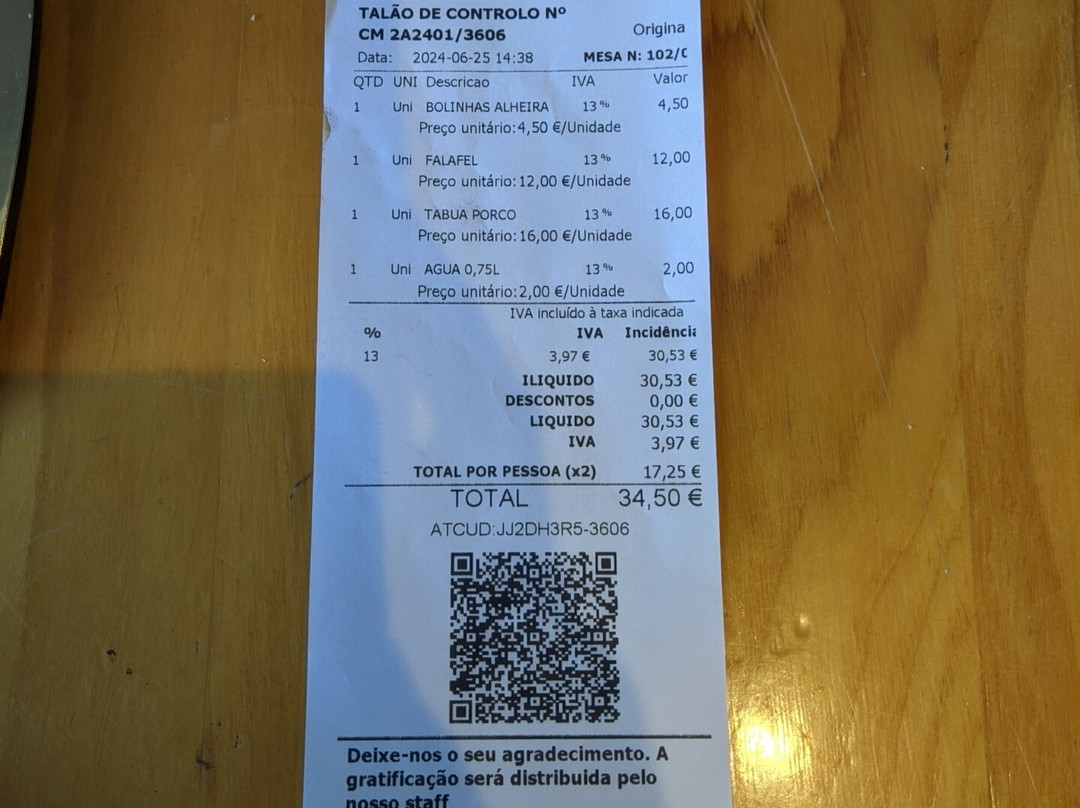 TALÃO DE CONTROLO Nº
CM 2A2401/3606 Origina
Data: 2024-06-25 14:38 MESA N: 102/C
QTD UNI Descricao IVA Valor
1 Uni BOLINHAS ALHEIRA 13% 4,50
Preço unitário:4,50 €/Unidade
1 Uni FALAFEL 13% 12,00
Preço unitário:12,00 €/Unidade
1 Uni TABUA PORCO 13% 16,00
Preço unitário:16,00 €/Unidade
1 Uni AGUA 0,75L 13% 2,00
Preço unitário:2,00 €/Unidade
IVA incluído à taxa indicada
% IVA Incidência
13 3,97 € 30,53 €
ILIQUIDO 30,53 €
DESCONTOS 0,00 €
LIQUIDO 30,53 €
IVA 3,97 €
TOTAL POR PESSOA (x2) 17,25 €
TOTAL 34,50 €
ATCUD:JJ2DH3R5-3606
Deixe-nos o seu agradecimento. A
gratificação será distribuida pelo
nosso staff